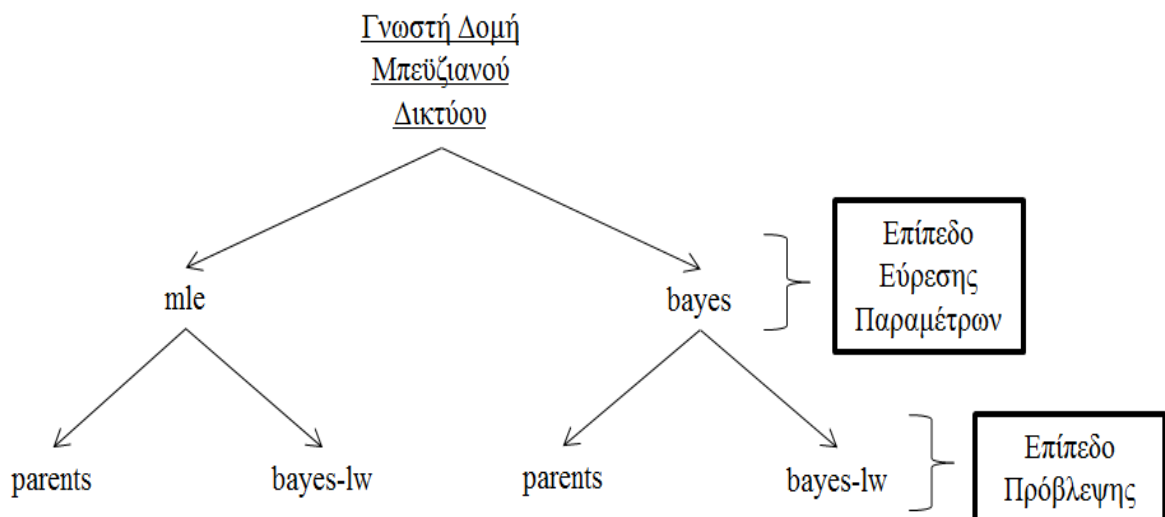 Γνωστή Δομή
Μπεϋζιανού
Δικτύου
Επίπεδο
Εύρεσης
Παραμέτρων
mle
bayes
Επίπεδο
Πρόβλεψης
parents
bayes-lw
parents
bayes-lw